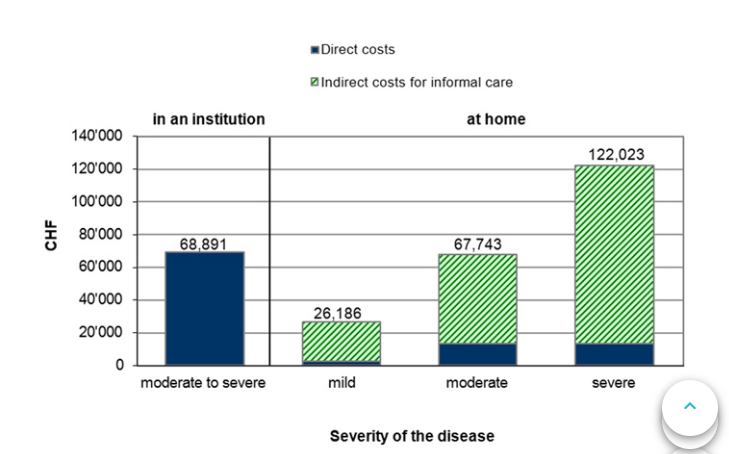 Direct costs
Indirect costs for informal care
in an institution at home
140'000
120'000
100'000
80'000
60'000
40'000
20'000
0
CHF
68,891
26,186
67,743
122,023
moderate to severe mild moderate severe
Severity of the disease